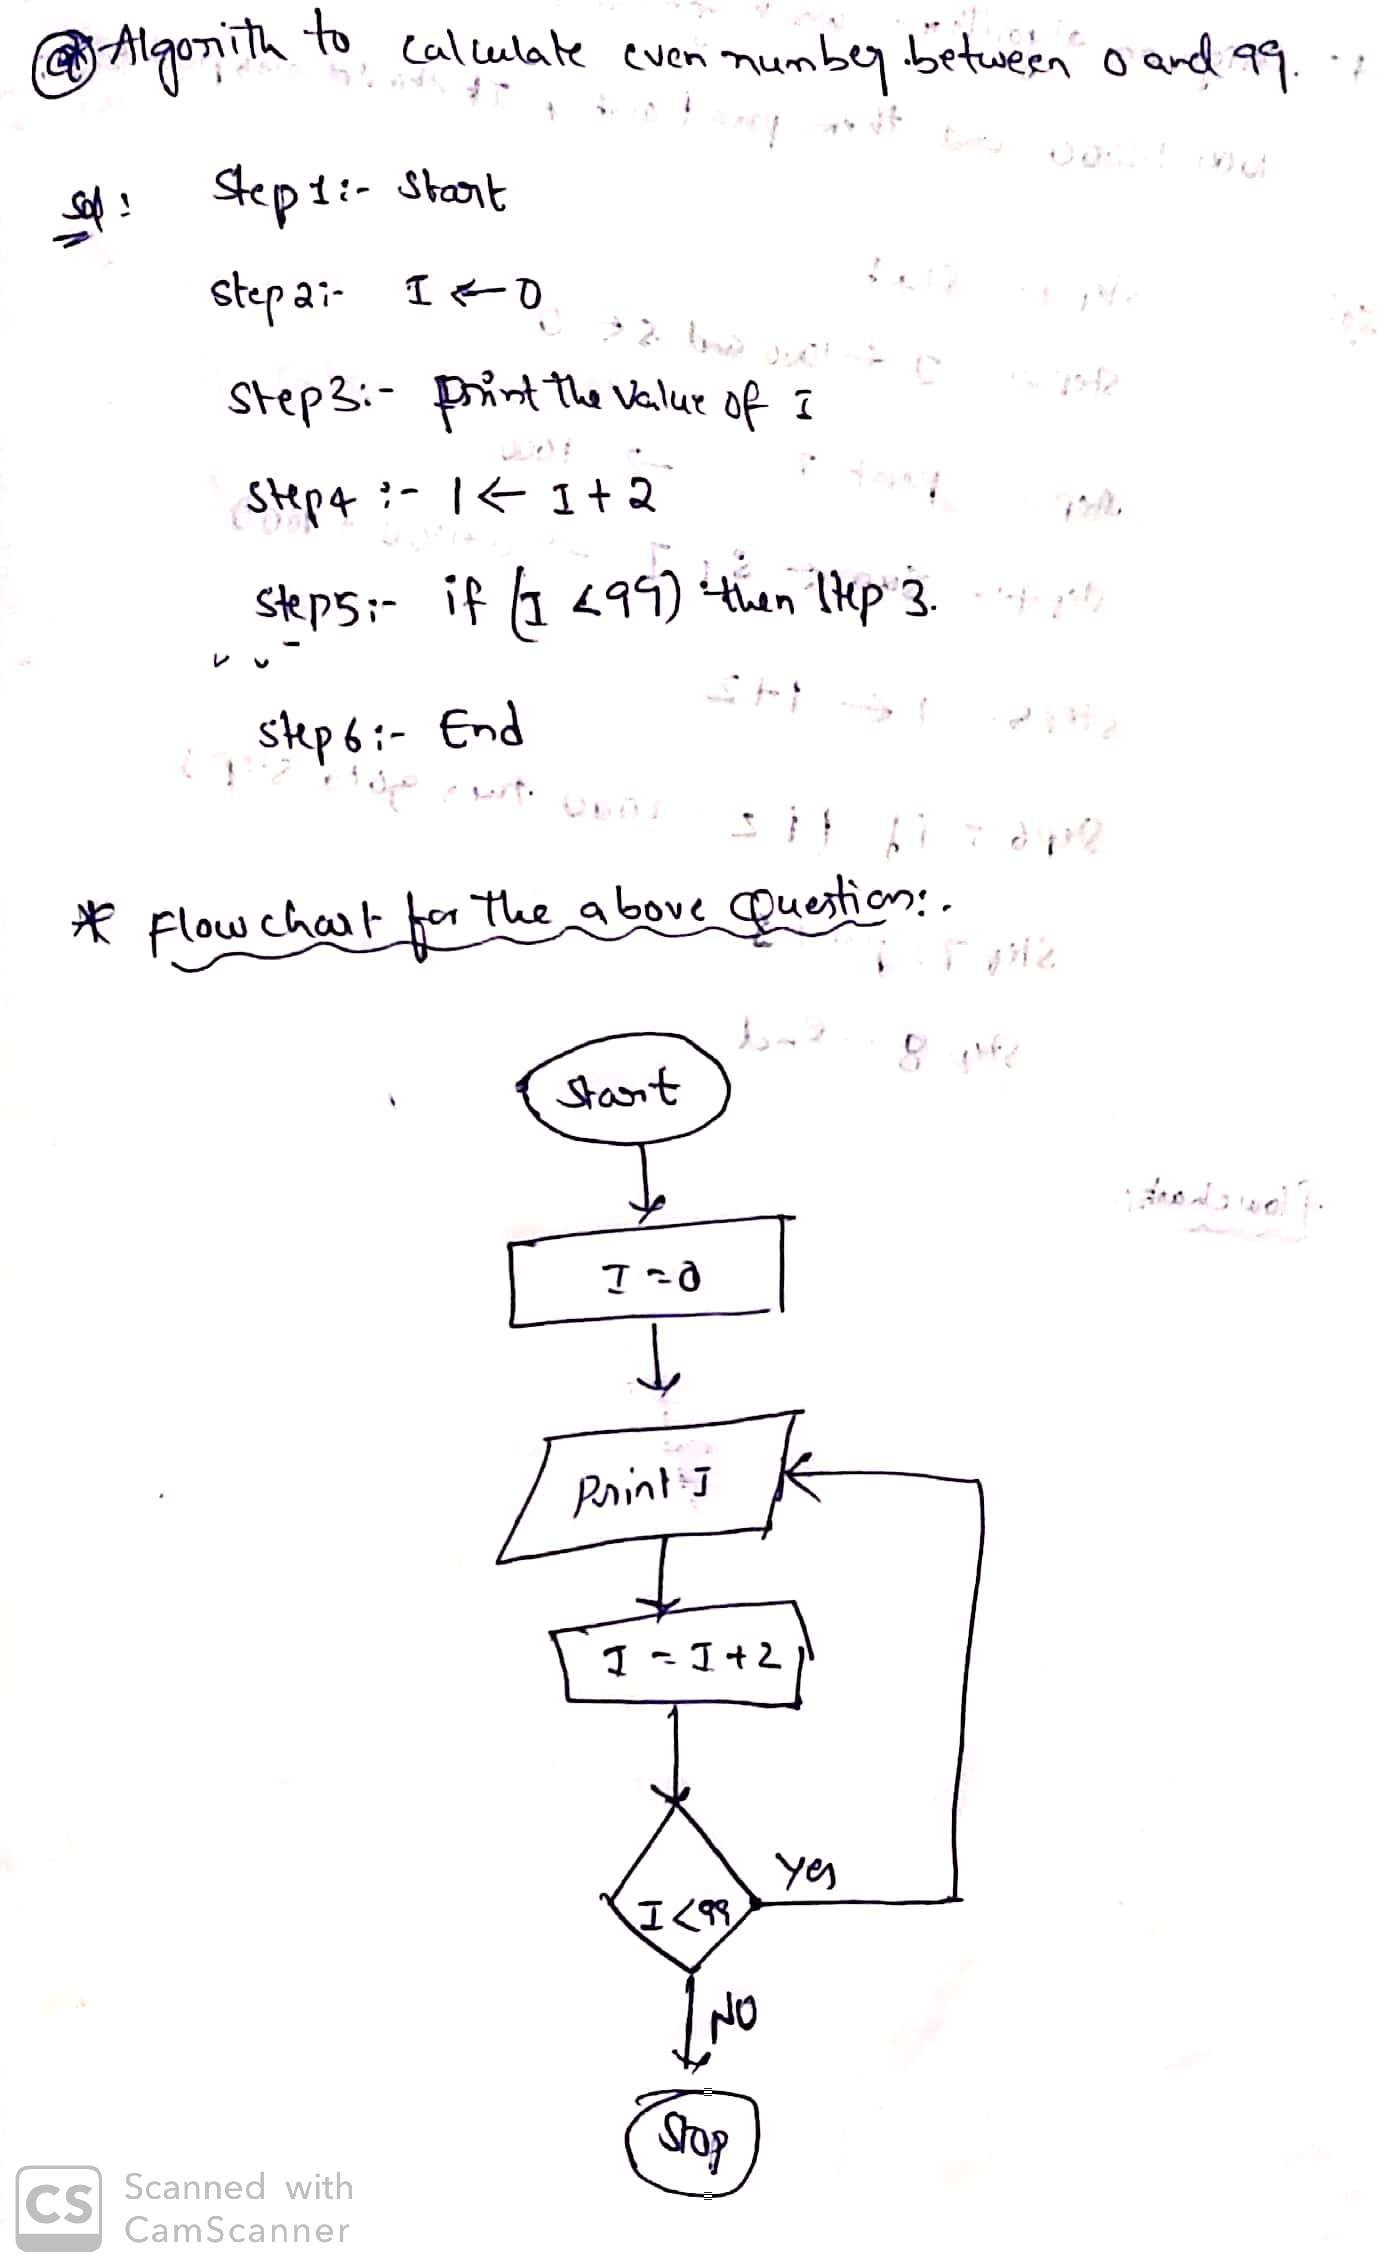 Algorith to calculate even number between 0 and 99.
Sol :
Step 1:- Start
Step 2:- I ← 0
Step 3:- print the value of I
Step 4 :- I ← I + 2
Step 5:- if (I < 99) then Step 3.
Step 6:- End
* Flow chart for the above Question:-
Start
I = 0
Print I
I = I + 2
I < 99
Yes
NO
Stop
CS Scanned with
CamScanner